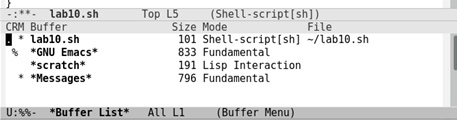 }
-:**-  lab10.sh       Top L5     (Shell-script[sh])
CRM Buffer                Size Mode             File
. * lab10.sh               101 Shell-script[sh] ~/lab10.sh
 %  *GNU Emacs*            833 Fundamental
    *scratch*              191 Lisp Interaction
  * *Messages*             796 Fundamental
U:%%-  *Buffer List*   All L1     (Buffer Menu)